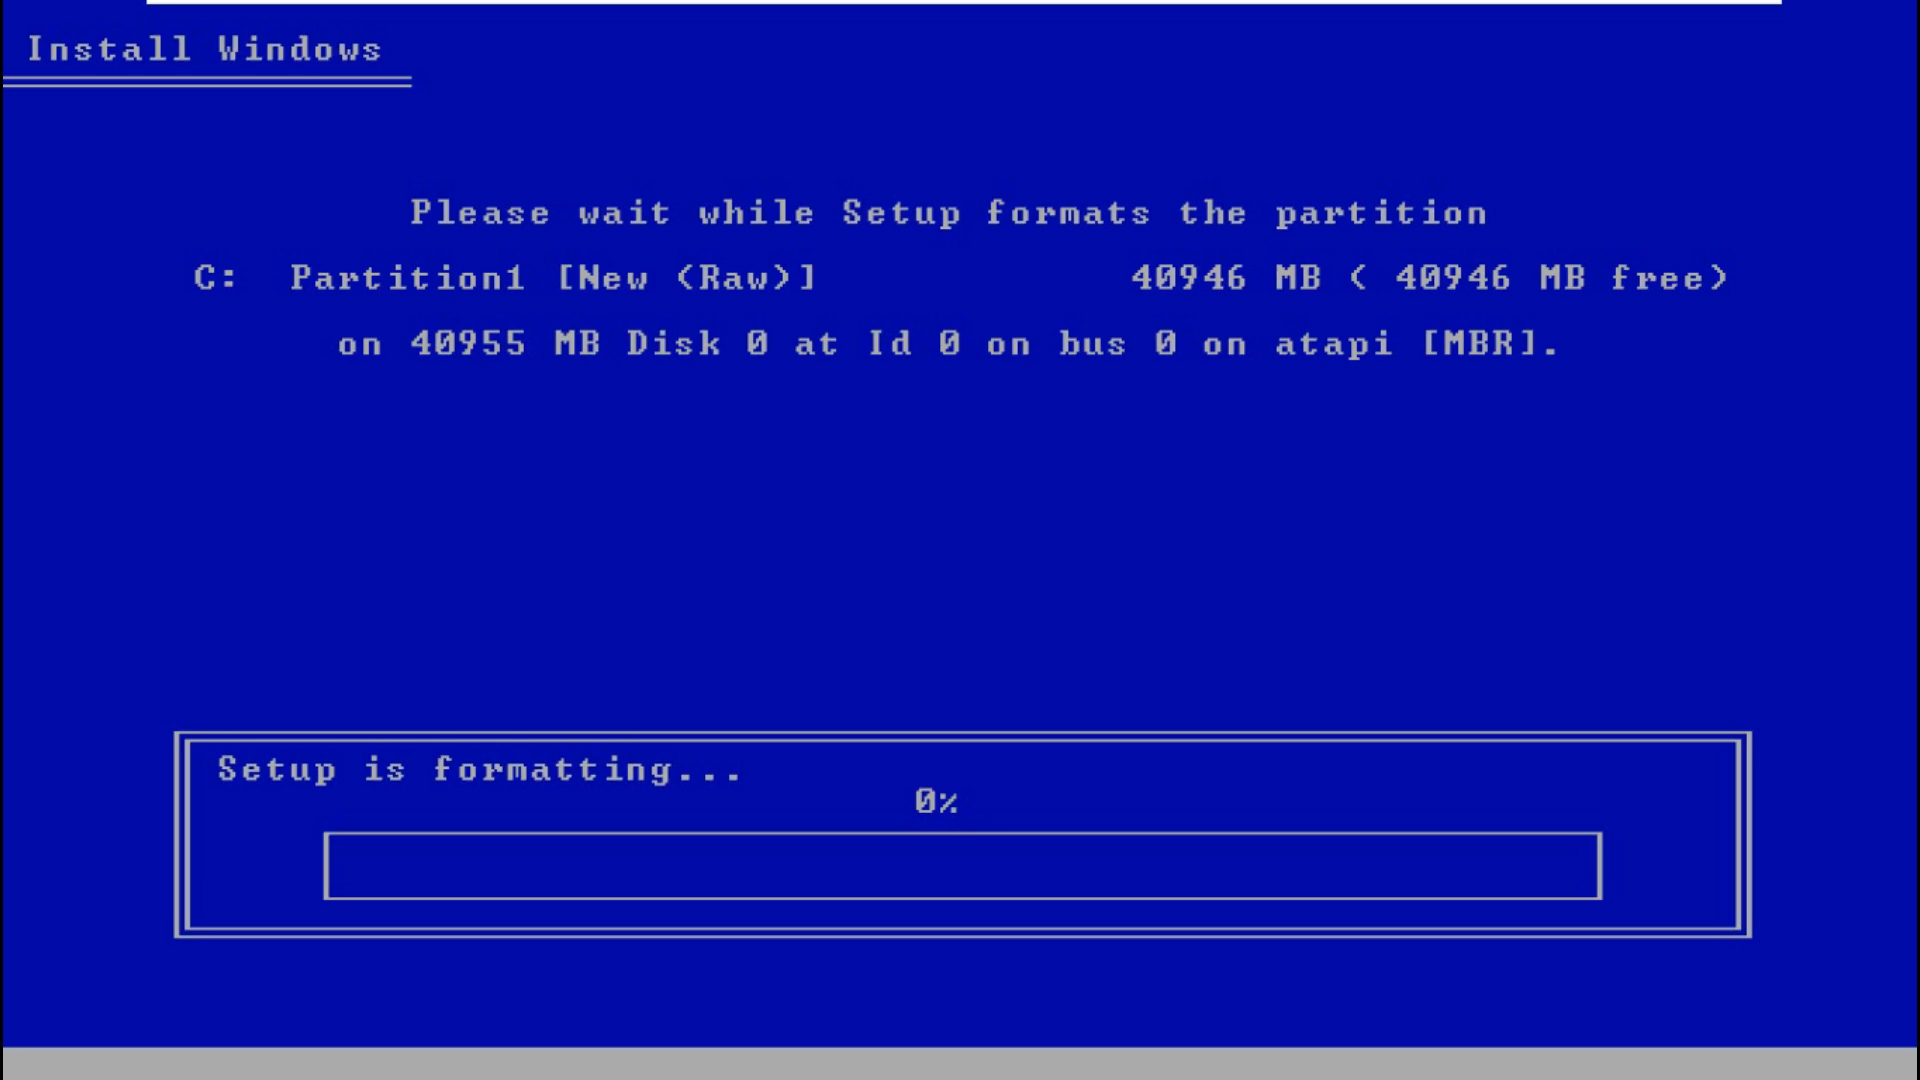 Install Windows
Please wait while Setup formats the partition
C:  Partition1 [New (Raw)]                40946 MB ( 40946 MB free)
on 40955 MB Disk 0 at Id 0 on bus 0 on atapi [MBR].
Setup is formatting...
0%